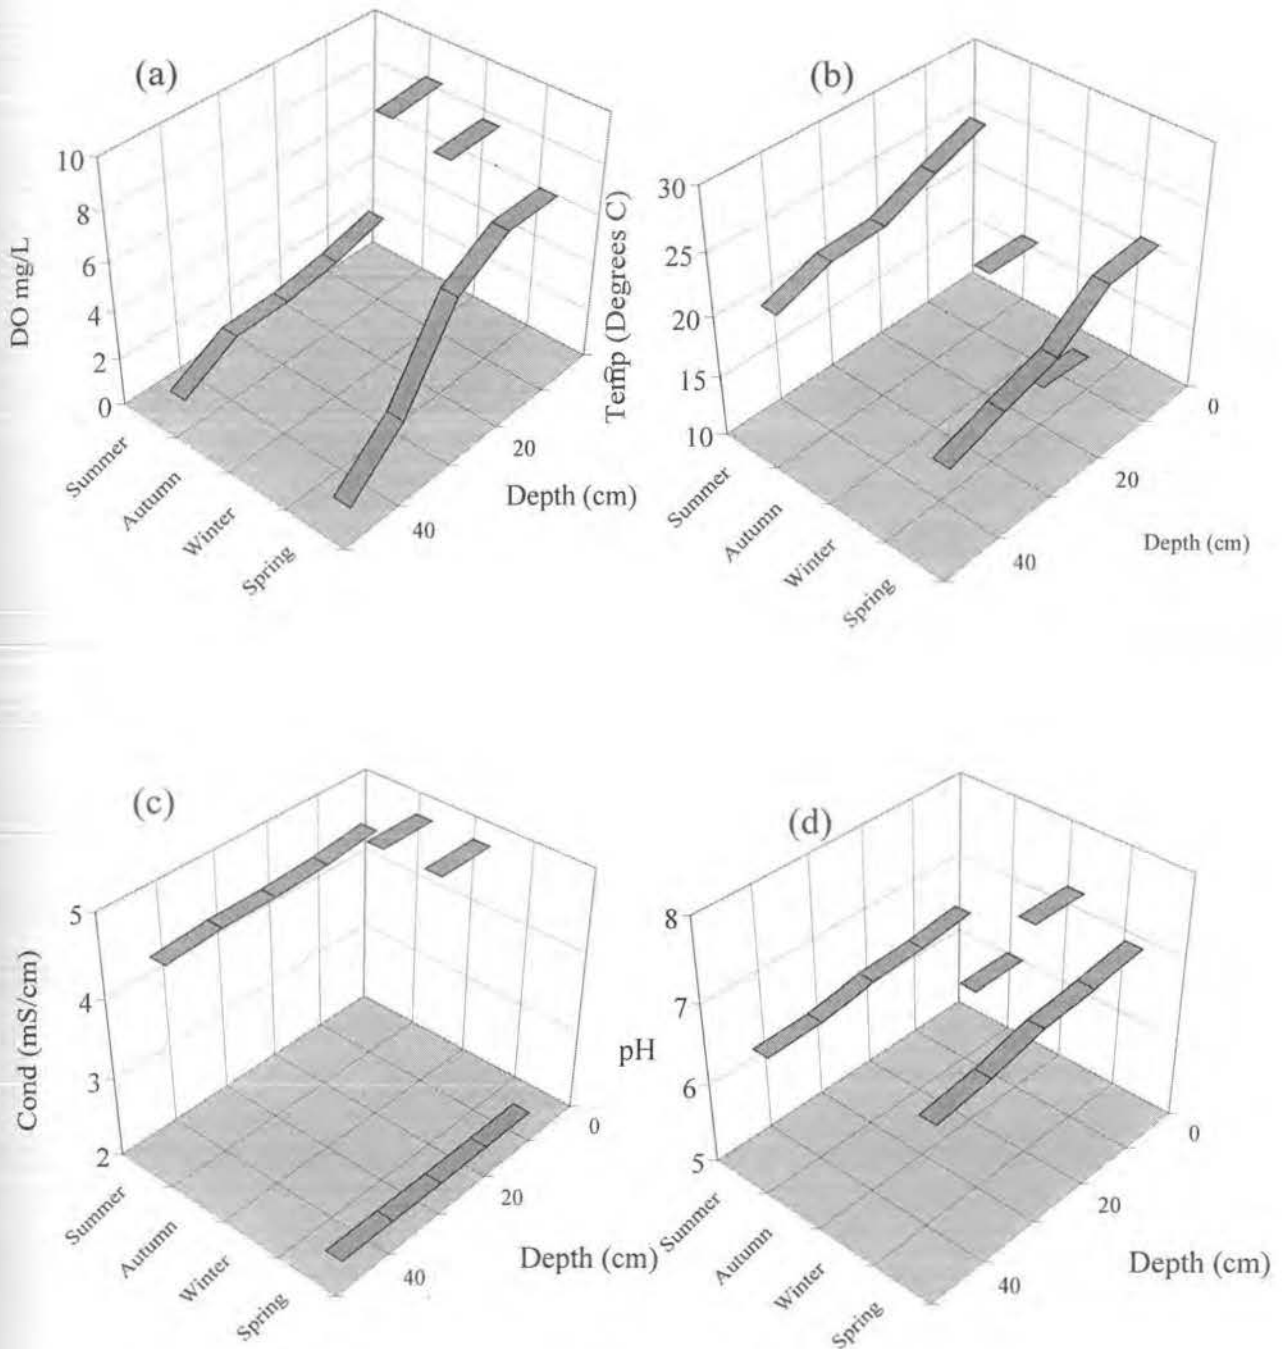 (a)
10
8
6
4
2
0
DO mg/L
Summer
Autumn
Winter
Spring
40
20
0
Depth (cm)
(b)
30
25
20
15
10
Temp (Degrees C)
Summer
Autumn
Winter
Spring
40
20
0
Depth (cm)
(c)
5
4
3
2
Cond (mS/cm)
Summer
Autumn
Winter
Spring
40
20
0
Depth (cm)
(d)
8
7
6
5
pH
Summer
Autumn
Winter
Spring
40
20
0
Depth (cm)